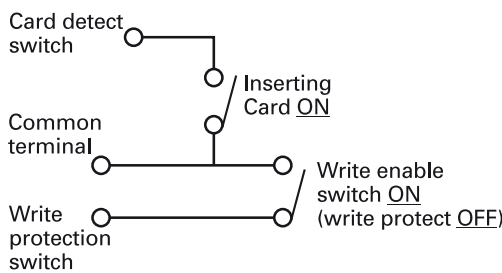 Card detect
switch
Inserting
Card ON
Common
terminal
Write enable
switch ON
(write protect OFF)
Write
protection
switch